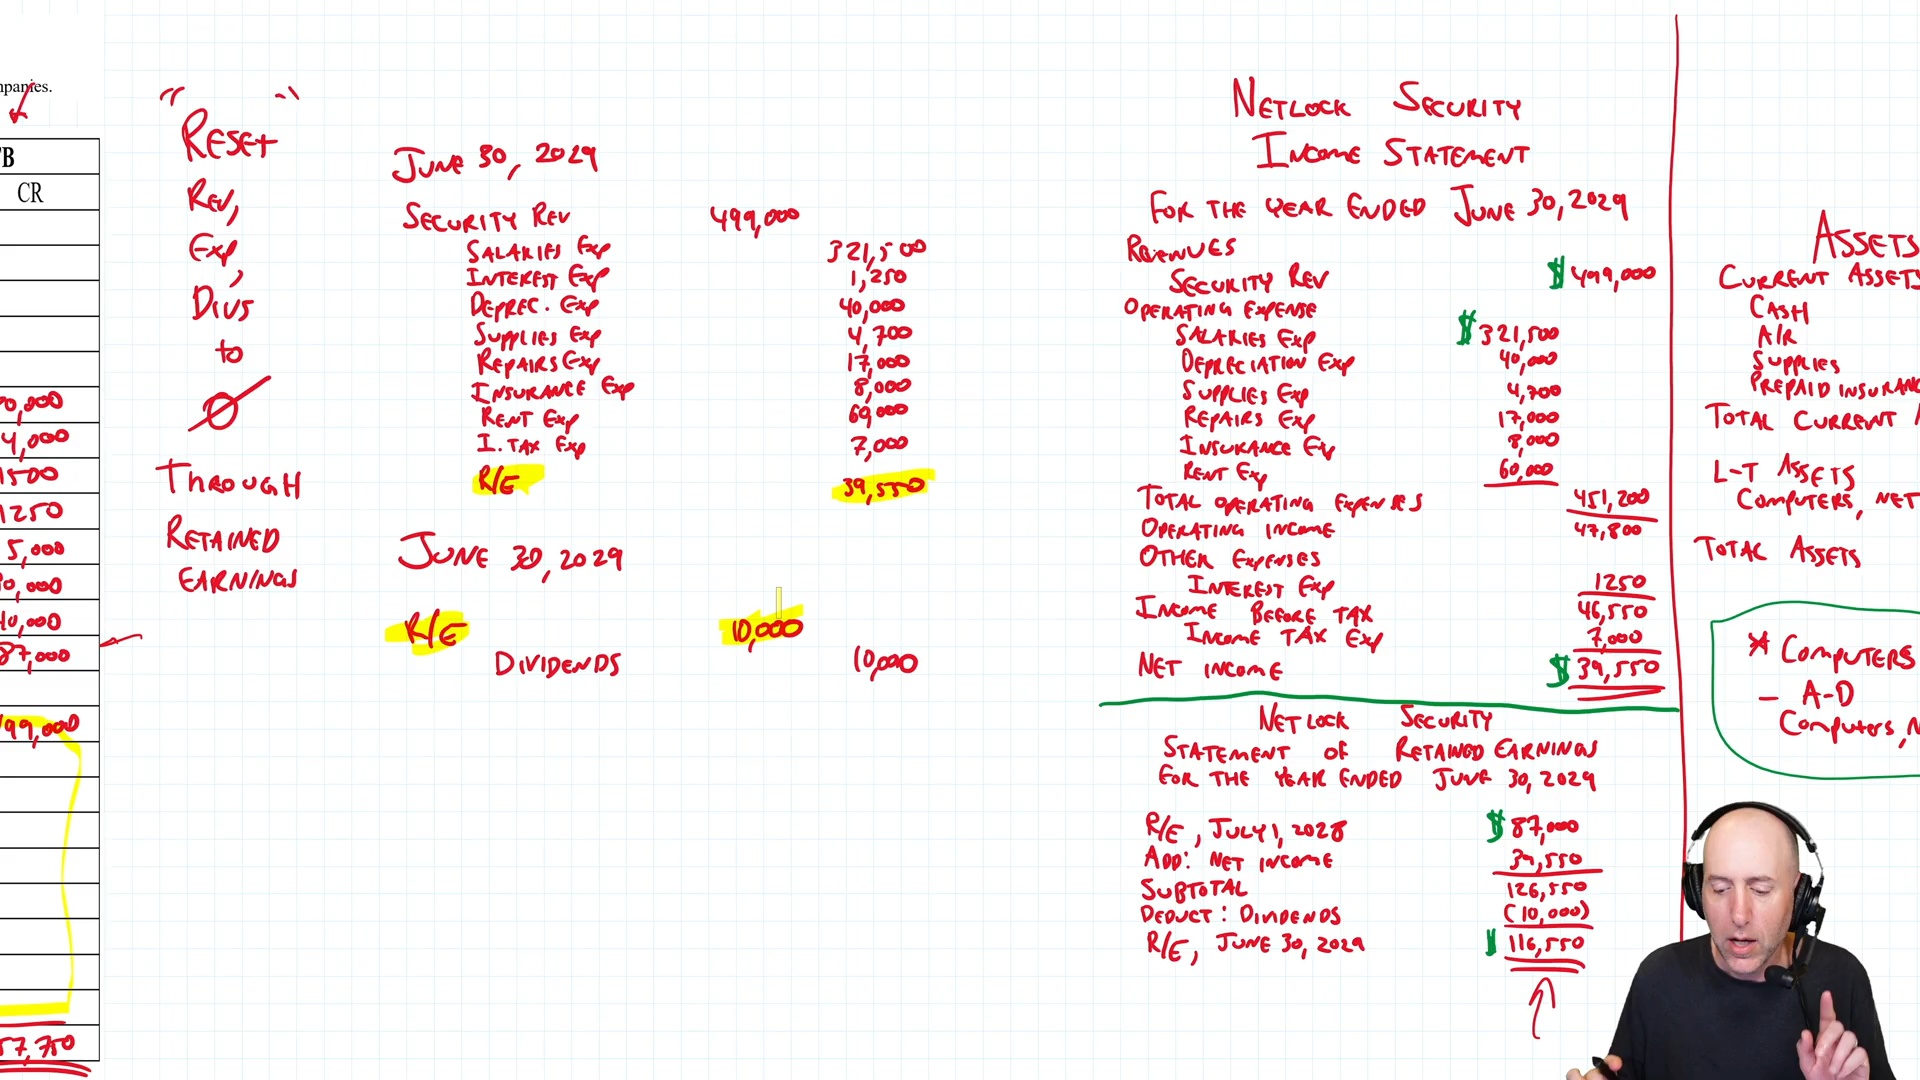 mpanies.
TB
CR
00,000
4,000
1500
1250
5,000
40,000
87,000
499,000
57,750
"RESET"
REV,
EXP,
DIVS
to
Ø
THROUGH
RETAINED
EARNINGS
JUNE 30, 2029
SECURITY REV 499,000
SALARIES EXP 321,500
INTEREST EXP 1,250
DEPREC. EXP 40,000
SUPPLIES EXP 4,700
REPAIRS EXP 17,000
INSURANCE EXP 8,000
RENT EXP 60,000
I. TAX EXP 7,000
R/E 39,550
JUNE 30, 2029
R/E 10,000
DIVIDENDS 10,000
NETLOCK SECURITY
INCOME STATEMENT
FOR THE YEAR ENDED JUNE 30, 2029
REVENUES
SECURITY REV $ 499,000
OPERATING EXPENSE
SALARIES EXP $ 321,500
DEPRECIATION EXP 40,000
SUPPLIES EXP 4,700
REPAIRS EXP 17,000
INSURANCE EXP 8,000
RENT EXP 60,000
TOTAL OPERATING EXPENSES 451,200
OPERATING INCOME 47,800
OTHER EXPENSES
INTEREST EXP 1250
INCOME BEFORE TAX 46,550
INCOME TAX EXP 7,000
NET INCOME $ 39,550
NETLOCK SECURITY
STATEMENT OF RETAINED EARNINGS
FOR THE YEAR ENDED JUNE 30, 2029
R/E, JULY 1, 2028 $ 87,000
ADD: NET INCOME 39,550
SUBTOTAL 126,550
DEDUCT: DIVIDENDS (10,000)
R/E, JUNE 30, 2029 $ 116,550
ASSETS
CURRENT ASSETS
CASH
A/R
SUPPLIES
PREPAID INSURAN
TOTAL CURRENT
L-T ASSETS
COMPUTERS, NET
TOTAL ASSETS
* COMPUTERS
- A-D
COMPUTERS, N